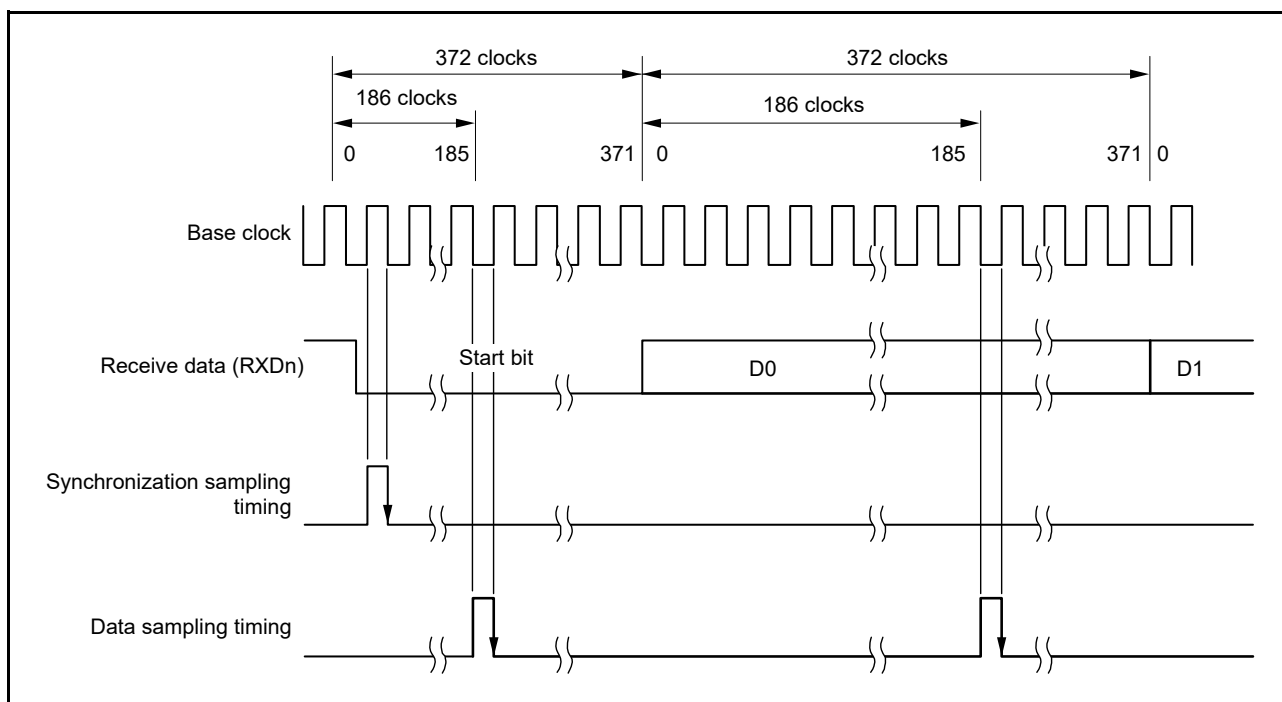 372 clocks 372 clocks
186 clocks 186 clocks
0 185 371 0 185 371 0
Base clock
Receive data (RXDn)
Start bit D0 D1
Synchronization sampling
timing
Data sampling timing